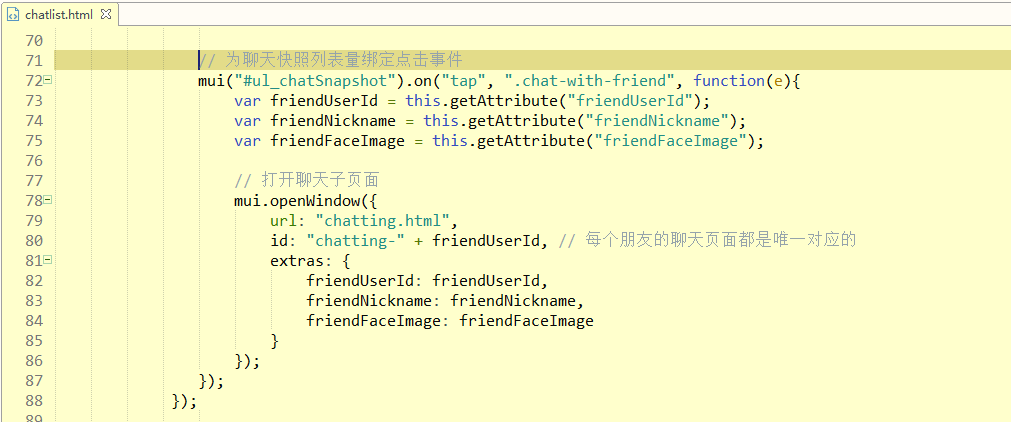 chatlist.html
70
71 // 为聊天快照列表量绑定点击事件
72 mui("#ul_chatSnapshot").on("tap", ".chat-with-friend", function(e){
73 var friendUserId = this.getAttribute("friendUserId");
74 var friendNickname = this.getAttribute("friendNickname");
75 var friendFaceImage = this.getAttribute("friendFaceImage");
76
77 // 打开聊天子页面
78 mui.openWindow({
79 url: "chatting.html",
80 id: "chatting-" + friendUserId, // 每个朋友的聊天页面都是唯一对应的
81 extras: {
82 friendUserId: friendUserId,
83 friendNickname: friendNickname,
84 friendFaceImage: friendFaceImage
85 }
86 });
87 });
88 });
89